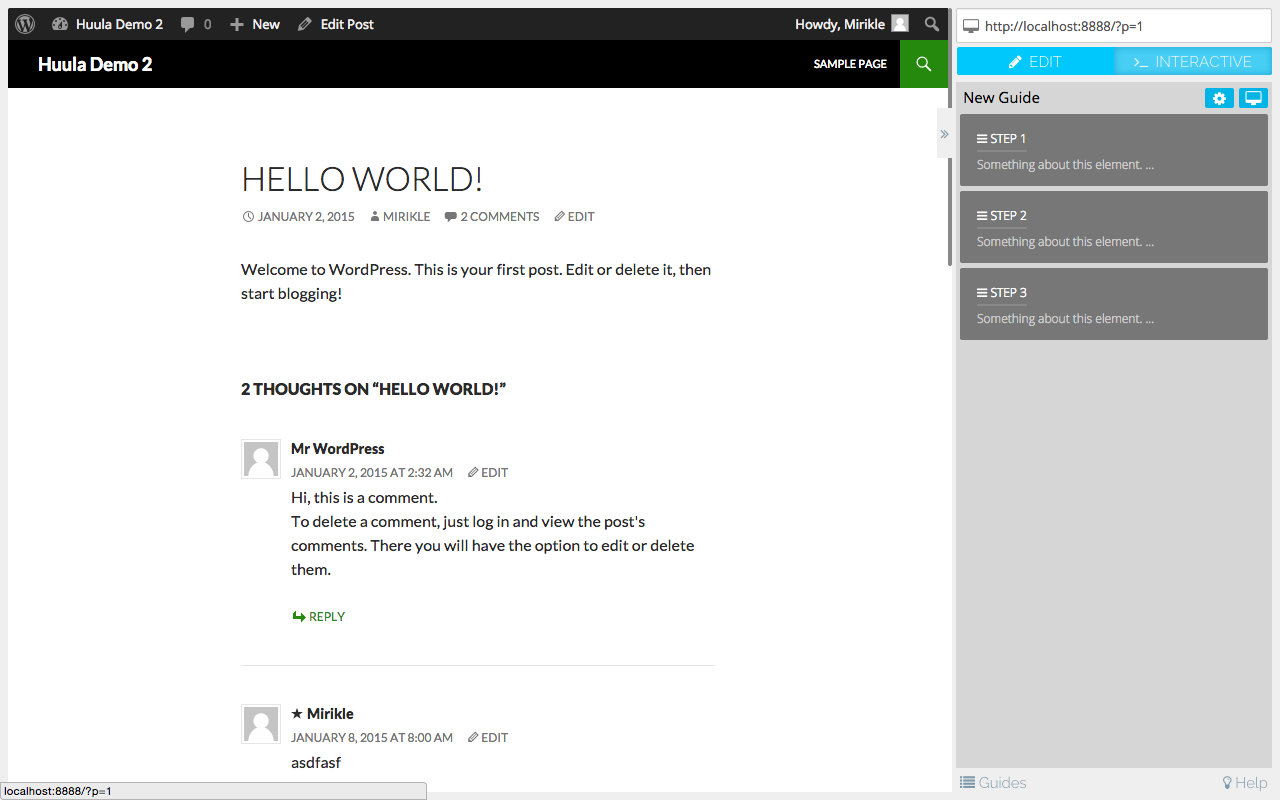 Huula Demo 2 0 New Edit Post Howdy, Mirikle
Huula Demo 2 SAMPLE PAGE
HELLO WORLD!
JANUARY 2, 2015 MIRIKLE 2 COMMENTS EDIT
Welcome to WordPress. This is your first post. Edit or delete it, then
start blogging!
2 THOUGHTS ON “HELLO WORLD!”
Mr WordPress
JANUARY 2, 2015 AT 2:32 AM EDIT
Hi, this is a comment.
To delete a comment, just log in and view the post's
comments. There you will have the option to edit or delete
them.
REPLY
★ Mirikle
JANUARY 8, 2015 AT 8:00 AM EDIT
asdfasf
localhost:8888/?p=1
http://localhost:8888/?p=1
EDIT >_ INTERACTIVE
New Guide
STEP 1
Something about this element. ...
STEP 2
Something about this element. ...
STEP 3
Something about this element. ...
Guides Help